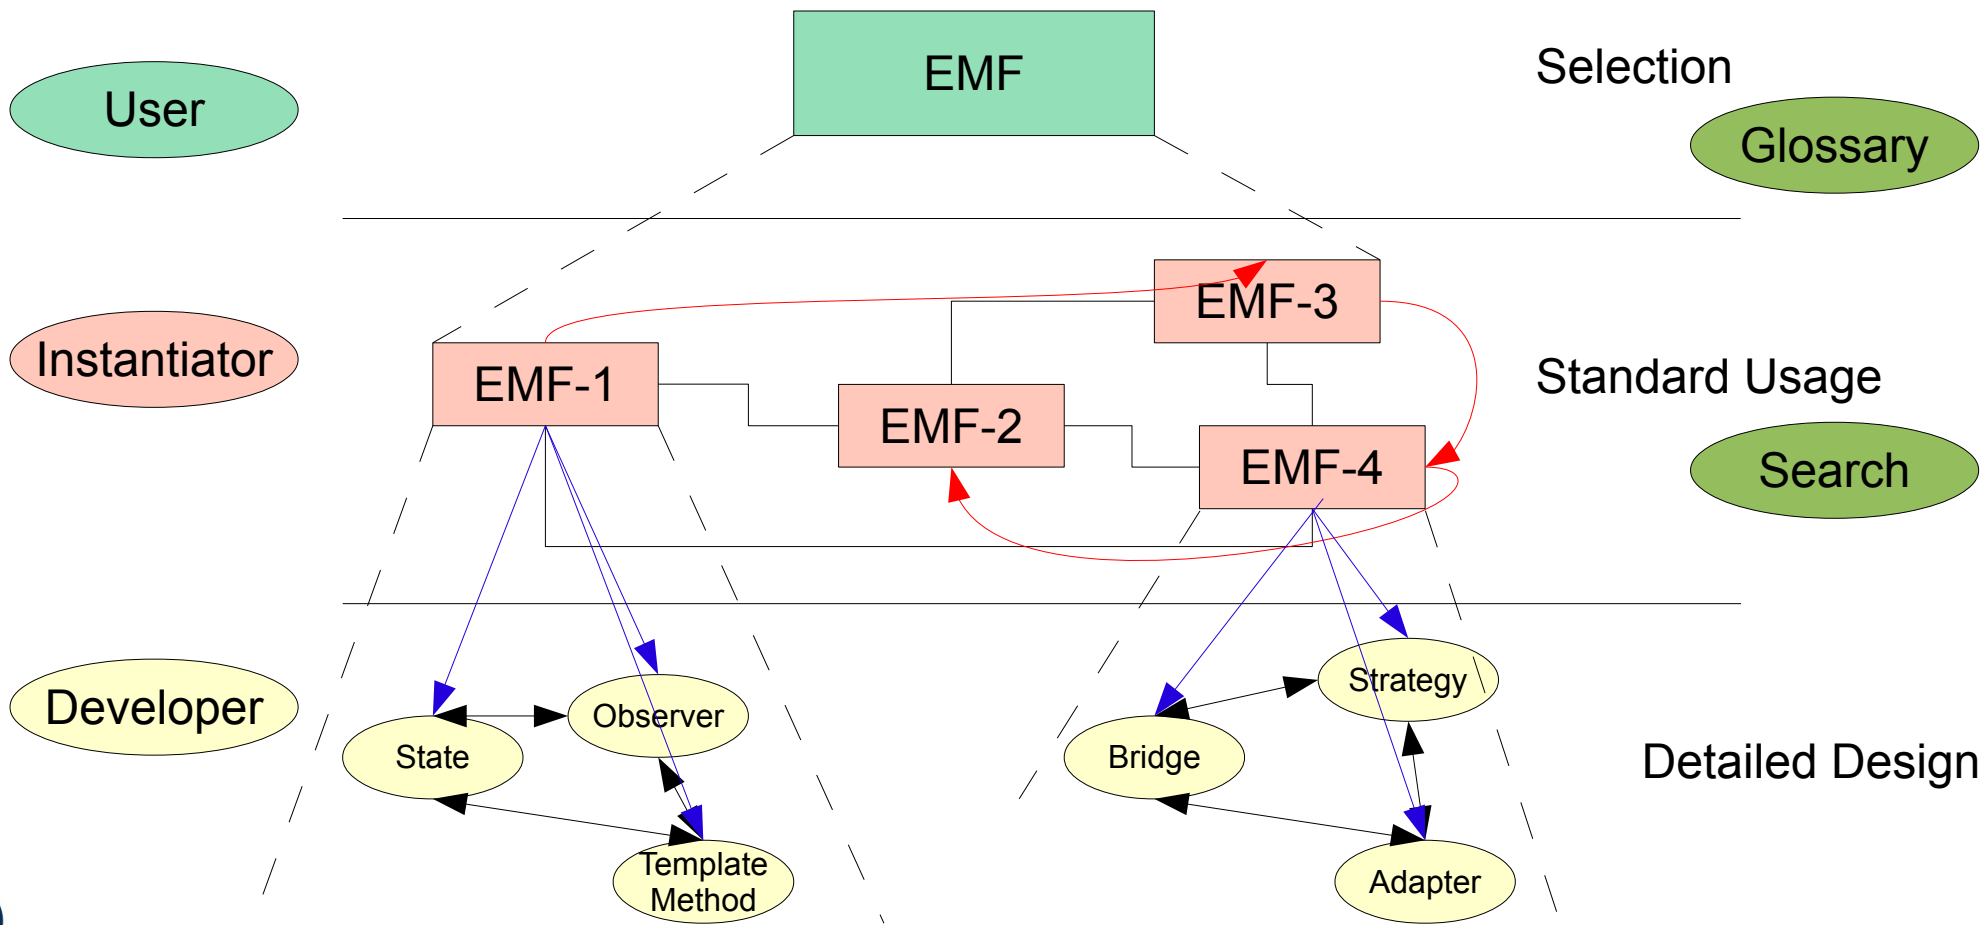 EMF
Selection
User
Glossary
EMF-3
Instantiator
EMF-1
Standard Usage
EMF-2
EMF-4
Search
Developer
Observer
Strategy
State
Bridge
Detailed Design
Template
Method
Adapter